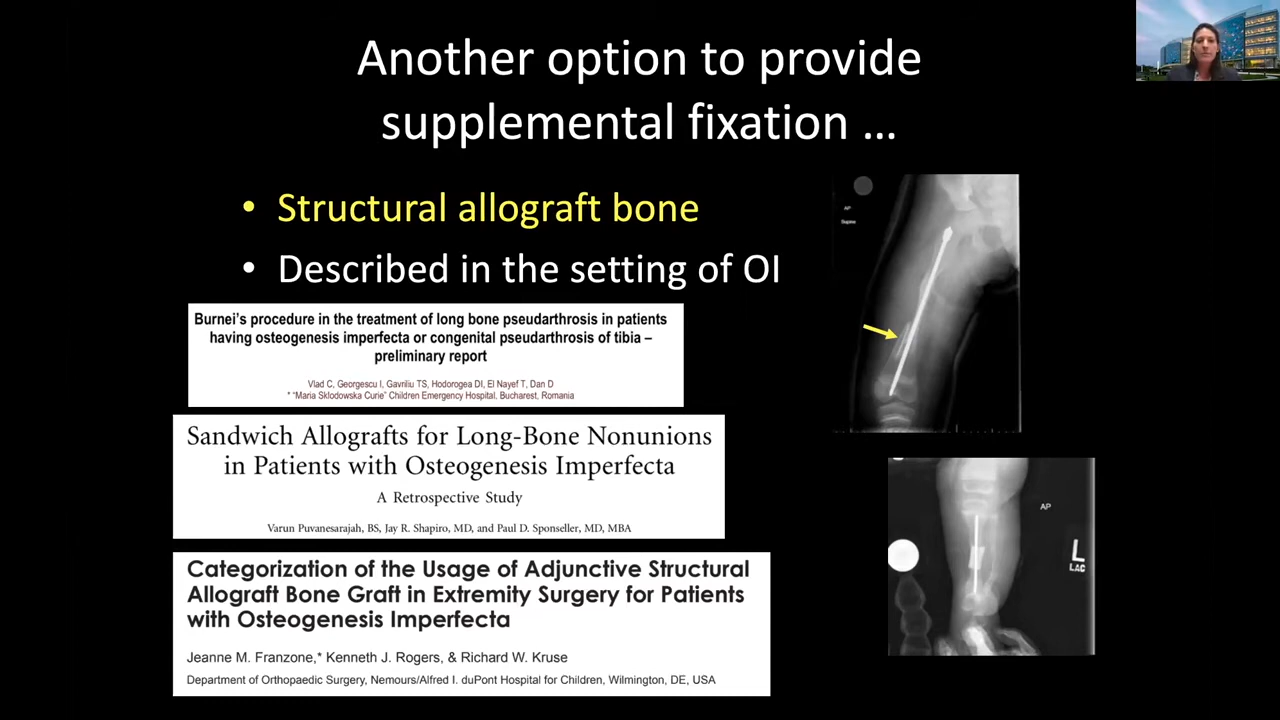 Another option to provide
supplemental fixation ...
• Structural allograft bone
• Described in the setting of OI
Burnei's procedure in the treatment of long bone pseudarthrosis in patients
having osteogenesis imperfecta or congenital pseudarthrosis of tibia –
preliminary report
Vlad C, Georgescu I, Gavriliu TS, Hodorogea DI, El Nayef T, Dan D
* "Maria Sklodowska Curie" Children Emergency Hospital, Bucharest, Romania
Sandwich Allografts for Long-Bone Nonunions
in Patients with Osteogenesis Imperfecta
A Retrospective Study
Varun Puvanesarajah, BS, Jay R. Shapiro, MD, and Paul D. Sponseller, MD, MBA
Categorization of the Usage of Adjunctive Structural
Allograft Bone Graft in Extremity Surgery for Patients
with Osteogenesis Imperfecta
Jeanne M. Franzone,* Kenneth J. Rogers, & Richard W. Kruse
Department of Orthopaedic Surgery, Nemours/Alfred I. duPont Hospital for Children, Wilmington, DE, USA
AP
AP
L
LAC